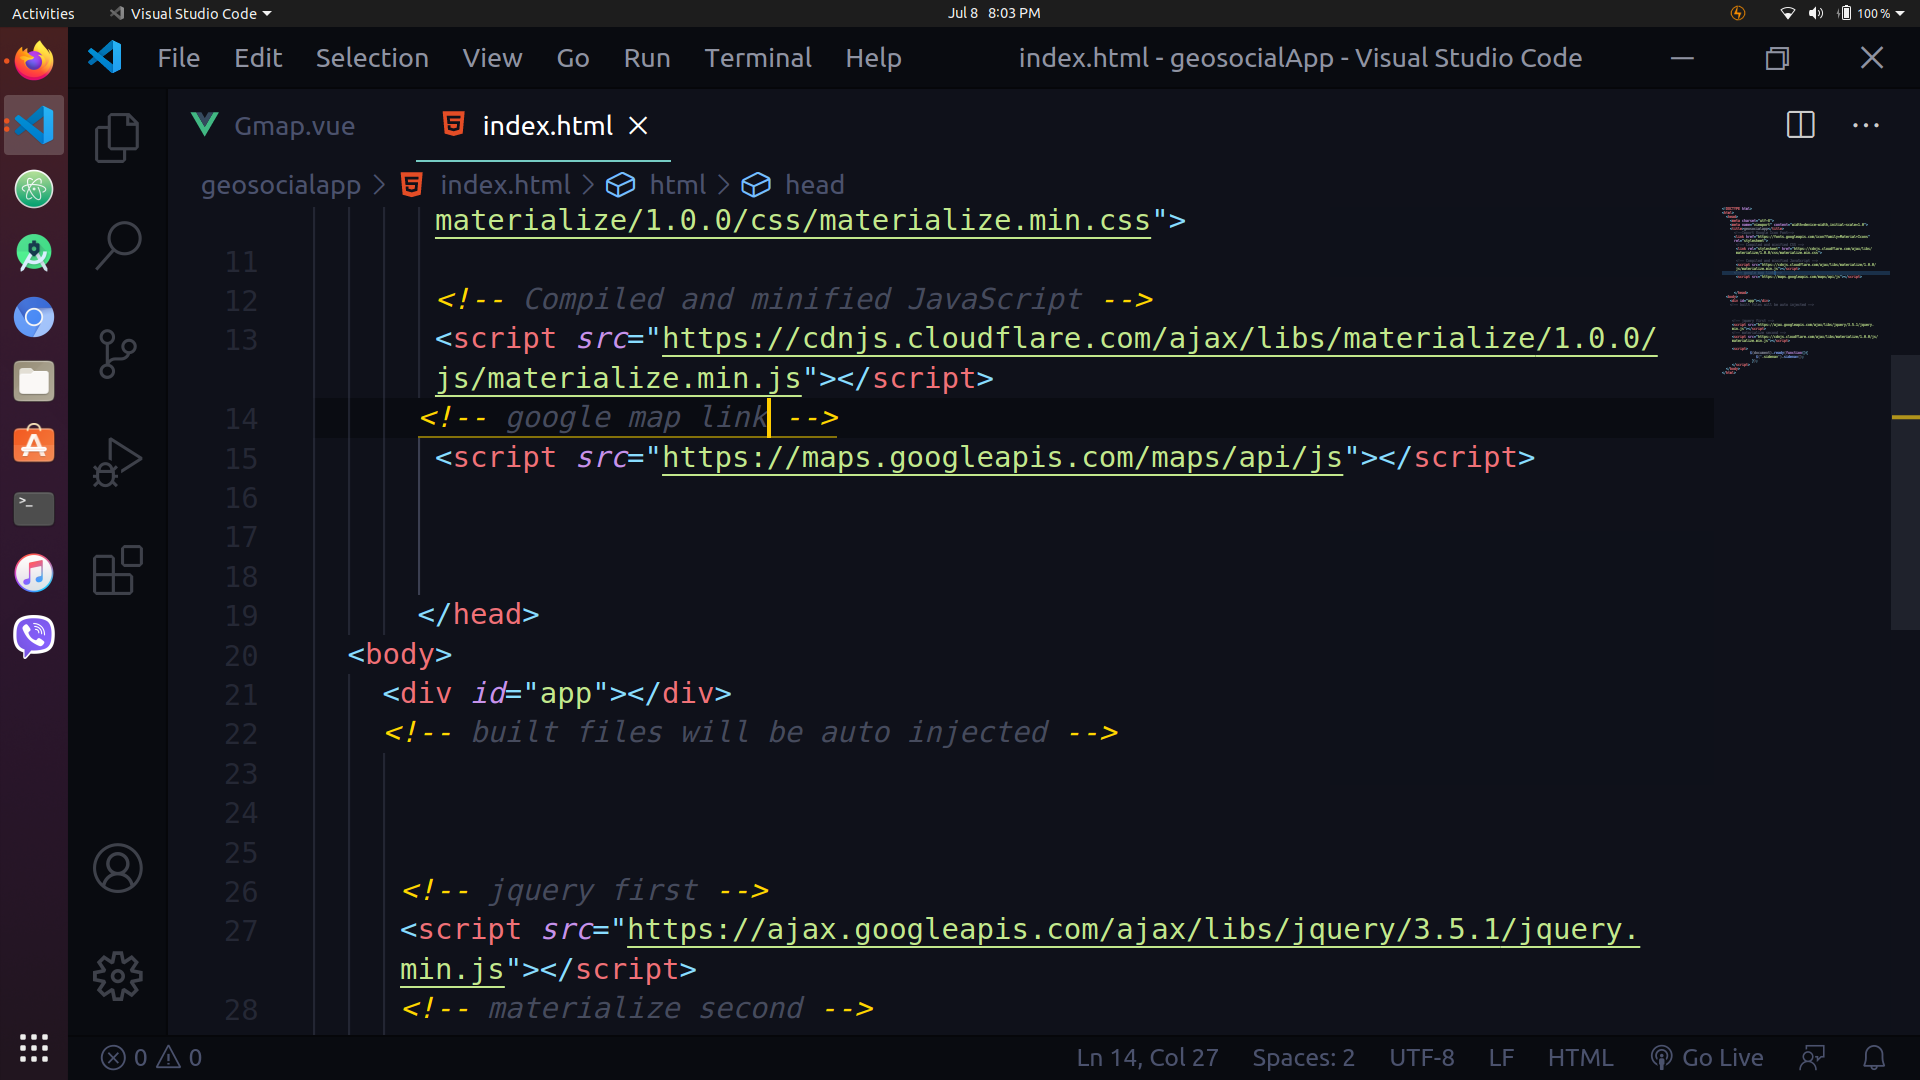 Activities
Visual Studio Code
Jul 8 8:03 PM
100 %
File Edit Selection View Go Run Terminal Help
index.html - geosocialApp - Visual Studio Code
Gmap.vue
index.html
geosocialapp > index.html > html > head
materialize/1.0.0/css/materialize.min.css">
11
12 <!-- Compiled and minified JavaScript -->
13 <script src="https://cdnjs.cloudflare.com/ajax/libs/materialize/1.0.0/
js/materialize.min.js"></script>
14 <!-- google map link -->
15 <script src="https://maps.googleapis.com/maps/api/js"></script>
16
17
18
19 </head>
20 <body>
21 <div id="app"></div>
22 <!-- built files will be auto injected -->
23
24
25
26 <!-- jquery first -->
27 <script src="https://ajax.googleapis.com/ajax/libs/jquery/3.5.1/jquery.
min.js"></script>
28 <!-- materialize second -->
0 0
Ln 14, Col 27
Spaces: 2
UTF-8
LF
HTML
Go Live